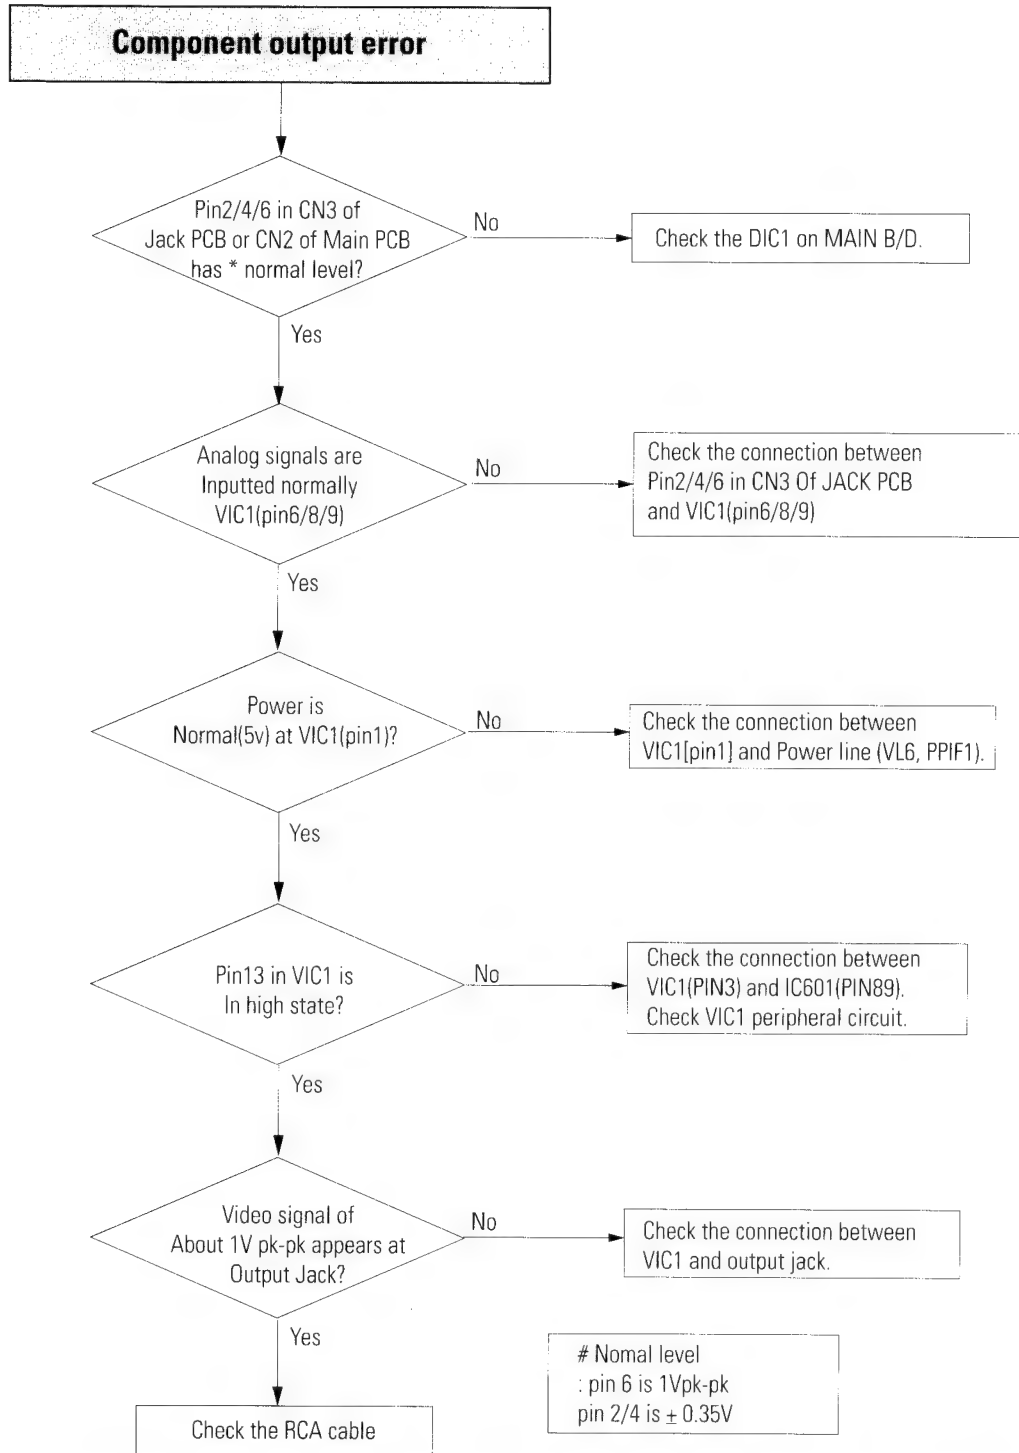 Component output error
Pin2/4/6 in CN3 of
Jack PCB or CN2 of Main PCB
has * normal level?
No
Check the DIC1 on MAIN B/D.
Yes
Analog signals are
Inputted normally
VIC1(pin6/8/9)
No
Check the connection between
Pin2/4/6 in CN3 Of JACK PCB
and VIC1(pin6/8/9)
Yes
Power is
Normal(5v) at VIC1(pin1)?
No
Check the connection between
VIC1[pin1] and Power line (VL6, PPIF1).
Yes
Pin13 in VIC1 is
In high state?
No
Check the connection between
VIC1(PIN3) and IC601(PIN89).
Check VIC1 peripheral circuit.
Yes
Video signal of
About 1V pk-pk appears at
Output Jack?
No
Check the connection between
VIC1 and output jack.
Yes
Check the RCA cable
# Nomal level
: pin 6 is 1Vpk-pk
pin 2/4 is ± 0.35V